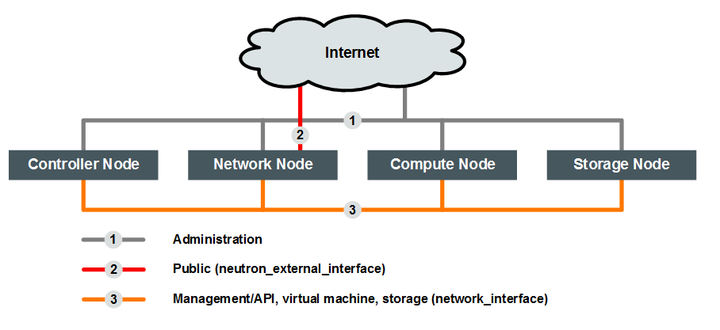 Internet
1
2
Controller Node
Network Node
Compute Node
Storage Node
3
1 Administration
2 Public (neutron_external_interface)
3 Management/API, virtual machine, storage (network_interface)